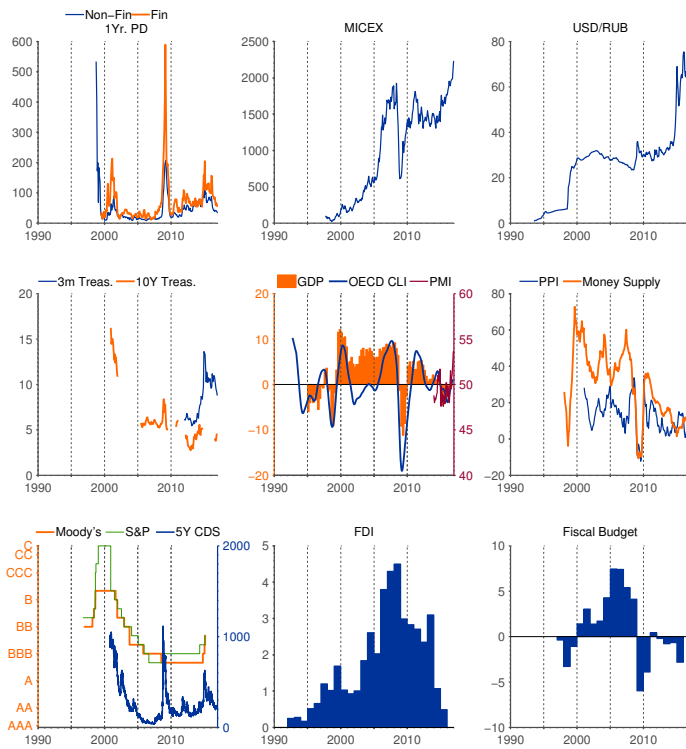 Non−Fin Fin
1Yr. PD
MICEX
USD/RUB
600
500
400
300
200
100
0
1990 2000 2010
2500
2000
1500
1000
500
0
1990 2000 2010
80
60
40
20
0
1990 2000 2010
3m Treas. 10Y Treas.
GDP OECD CLI PMI
PPI Money Supply
20
15
10
5
0
1990 2000 2010
20
10
0
−10
−20
60
55
50
45
40
1990 2000 2010
80
60
40
20
0
−20
1990 2000 2010
Moody's S&P 5Y CDS
FDI
Fiscal Budget
C
CC
CCC
B
BB
BBB
A
AA
AAA
2000
1000
0
1990 2000 2010
5
4
3
2
1
0
1990 2000 2010
10
5
0
−5
−10
1990 2000 2010